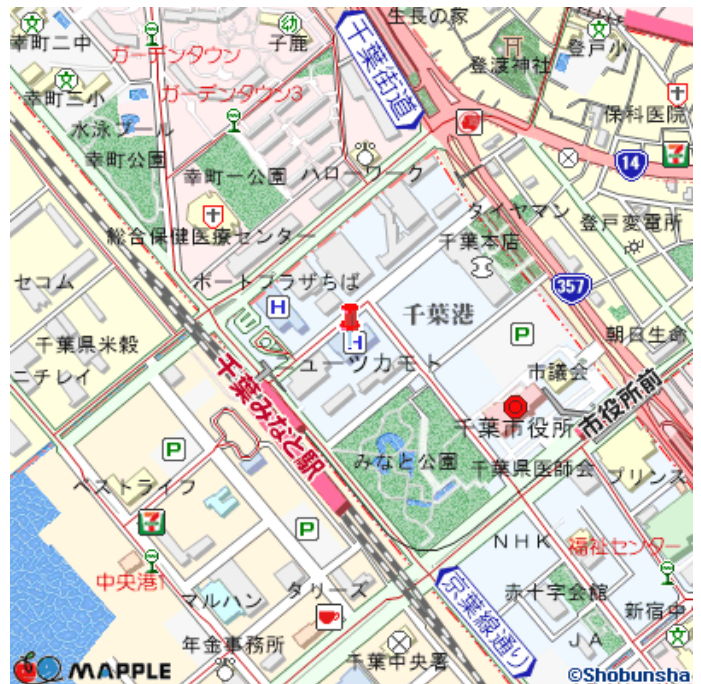 生長の家
幸町二中
子鹿
千葉街道
登渡神社
登戸小
ガーデンタウン
幸町三小
ガーデンタウン3
保科医院
水泳プール
幸町公園
幸町一公園
ハローワーク
14
ダイヤマン
登戸変電所
総合保健医療センター
千葉本店
セコム
ポートプラザちば
357
千葉港
朝日生命
千葉県米穀
ニチレイ
ニューツカモト
市議会
千葉みなと駅
市役所前
千葉市役所
みなと公園
千葉県医師会
プリンス
ベストライフ
NHK
福祉センター
中央港1
タリーズ
京葉線通り
赤十字会館
マルハン
新宿中
年金事務所
JA
千葉中央署
MAPPLE
©Shobunsha